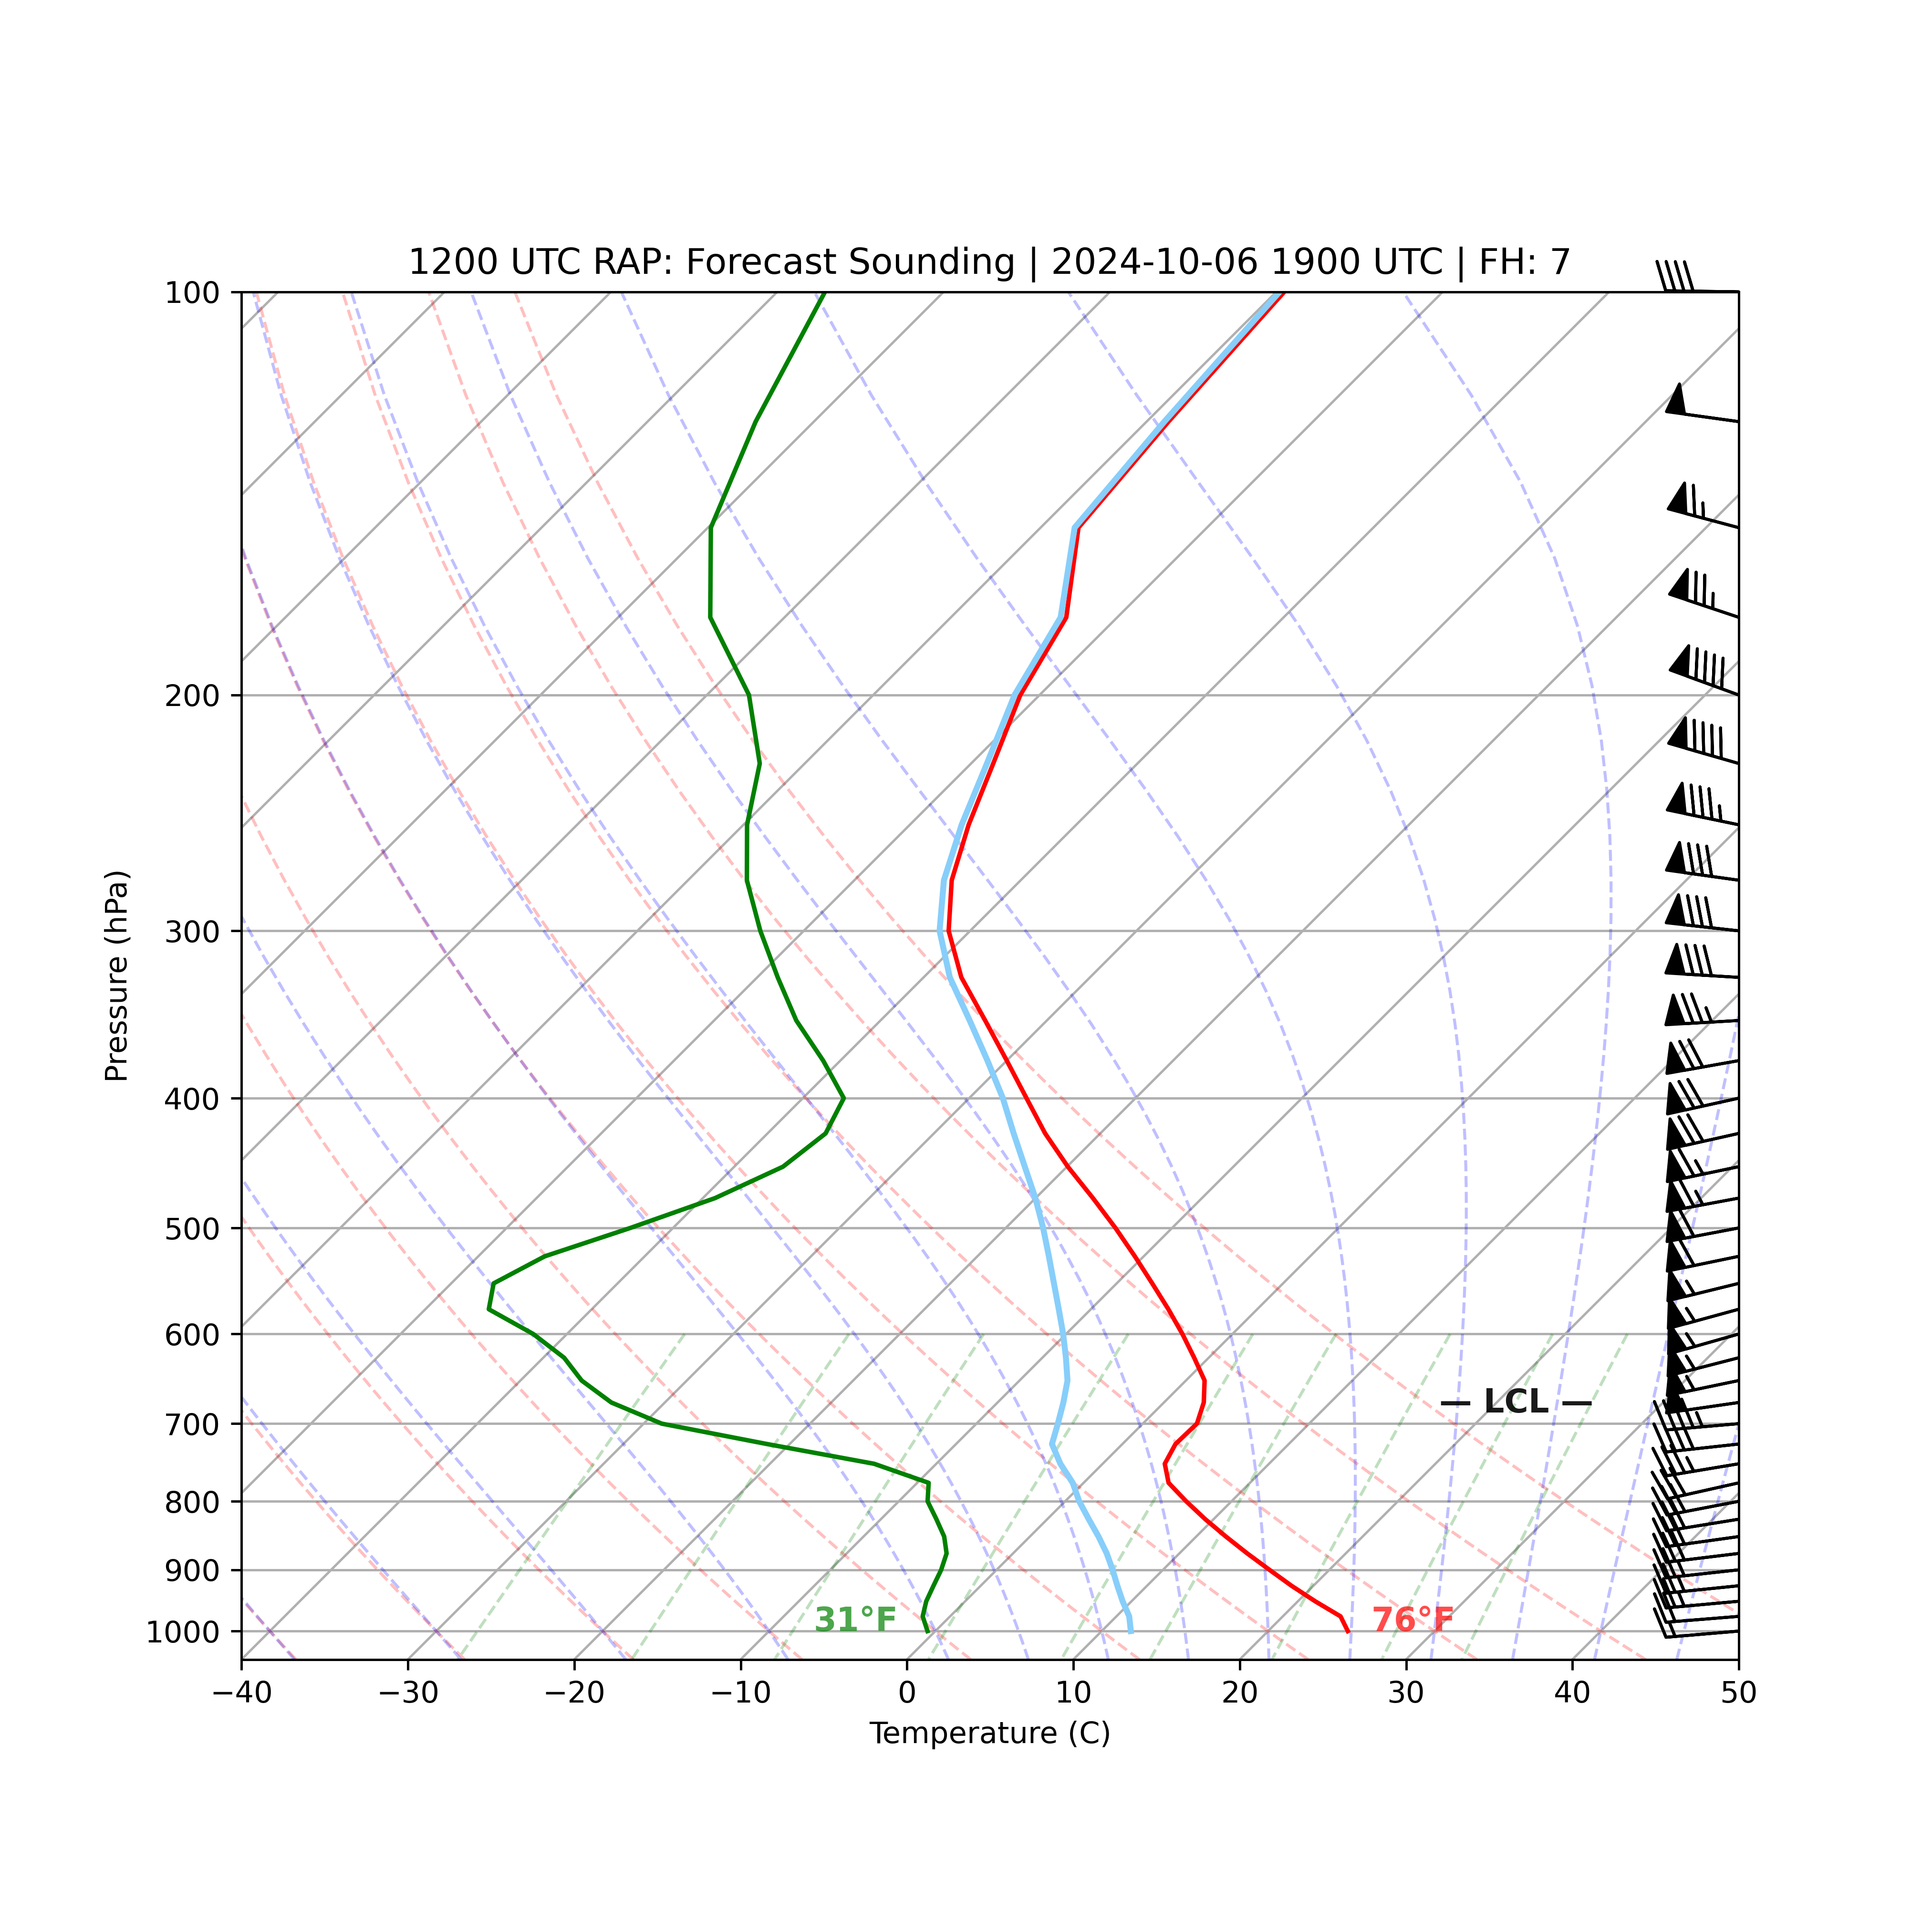 1200 UTC RAP: Forecast Sounding | 2024-10-06 1900 UTC | FH: 7
100
200
300
400
500
600
700
800
900
1000
Pressure (hPa)
— LCL —
31°F
76°F
−40 −30 −20 −10 0 10 20 30 40 50
Temperature (C)